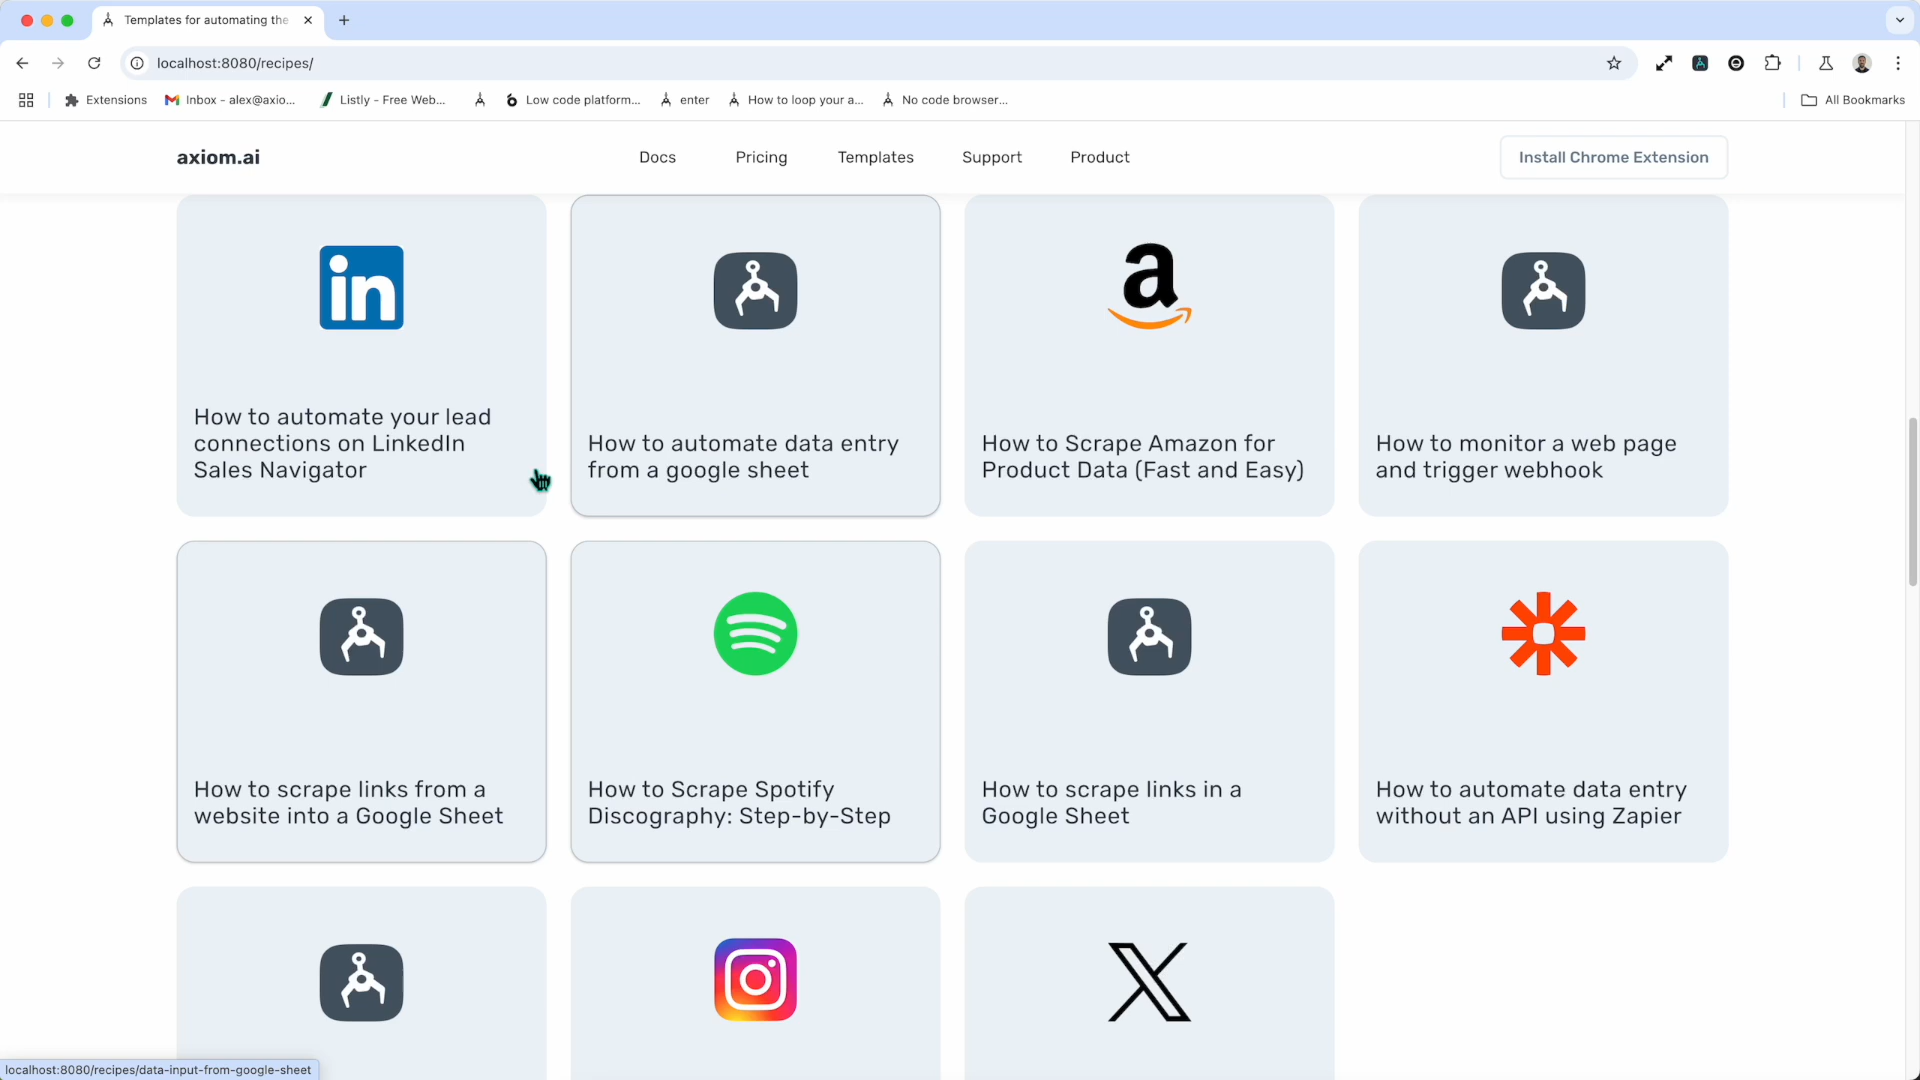 Templates for automating the
localhost:8080/recipes/
Extensions
Inbox - alex@axio...
Listly - Free Web...
Low code platform...
enter
How to loop your a...
No code browser...
All Bookmarks
axiom.ai
Docs
Pricing
Templates
Support
Product
Install Chrome Extension
How to automate your lead
connections on LinkedIn
Sales Navigator
How to automate data entry
from a google sheet
How to Scrape Amazon for
Product Data (Fast and Easy)
How to monitor a web page
and trigger webhook
How to scrape links from a
website into a Google Sheet
How to Scrape Spotify
Discography: Step-by-Step
How to scrape links in a
Google Sheet
How to automate data entry
without an API using Zapier
localhost:8080/recipes/data-input-from-google-sheet